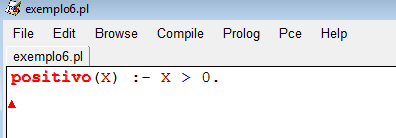 exemplo6.pl
File Edit Browse Compile Prolog Pce Help
exemplo6.pl
positivo(X) :- X > 0.